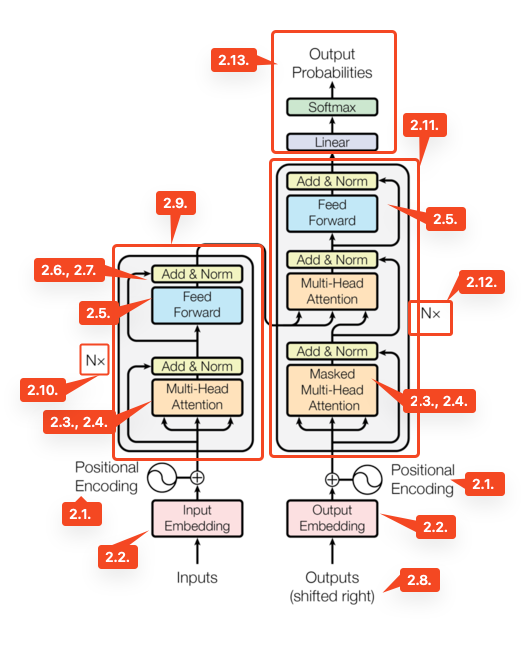 2.13.
Output
Probabilities
Softmax
Linear
2.11.
Add & Norm
Feed
Forward
2.5.
2.9.
Add & Norm
Multi-Head
Attention
2.12.
N×
2.6., 2.7.
Add & Norm
2.5.
Feed
Forward
N×
2.10.
Add & Norm
Multi-Head
Attention
2.3., 2.4.
Add & Norm
Masked
Multi-Head
Attention
2.3., 2.4.
Positional
Encoding
2.1.
Positional
Encoding
2.1.
Input
Embedding
2.2.
Output
Embedding
2.2.
Inputs
Outputs
(shifted right)
2.8.